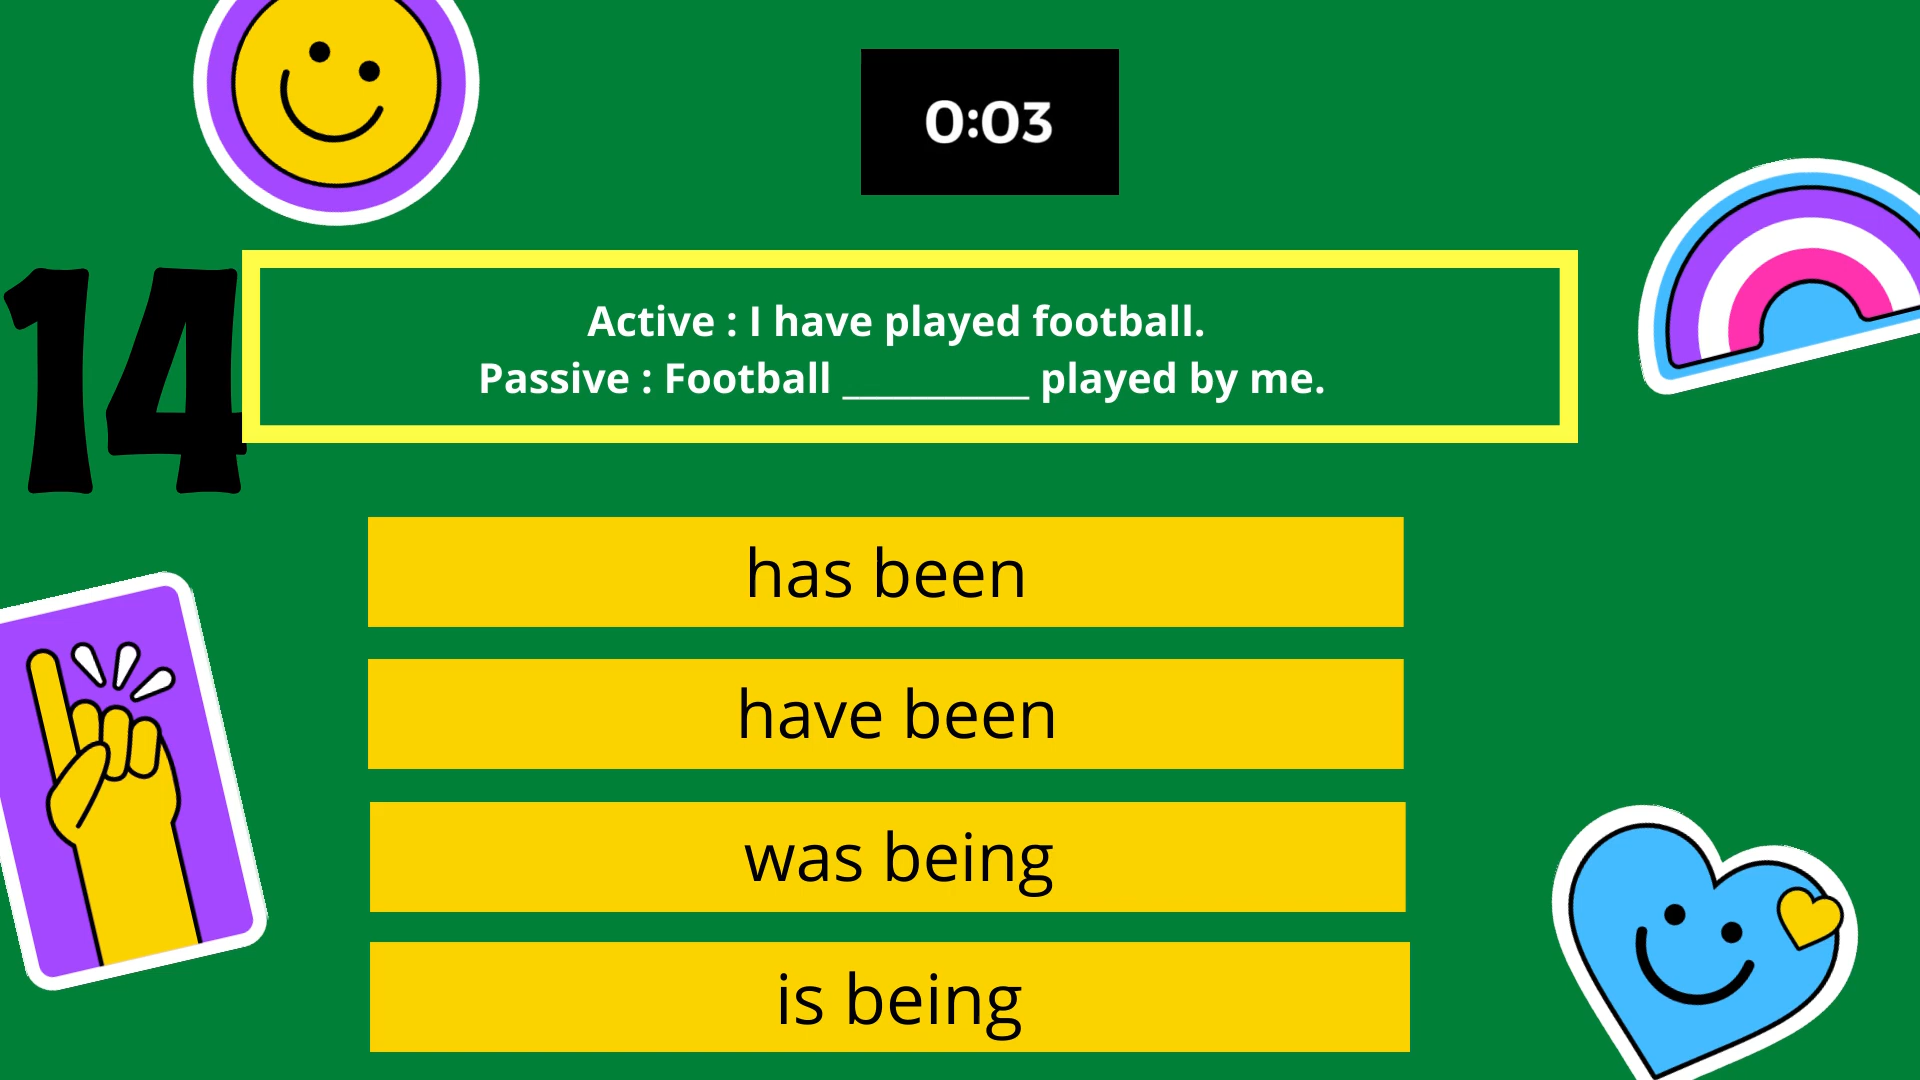 0:03
14
Active : I have played football.
Passive : Football __________ played by me.
has been
have been
was being
is being